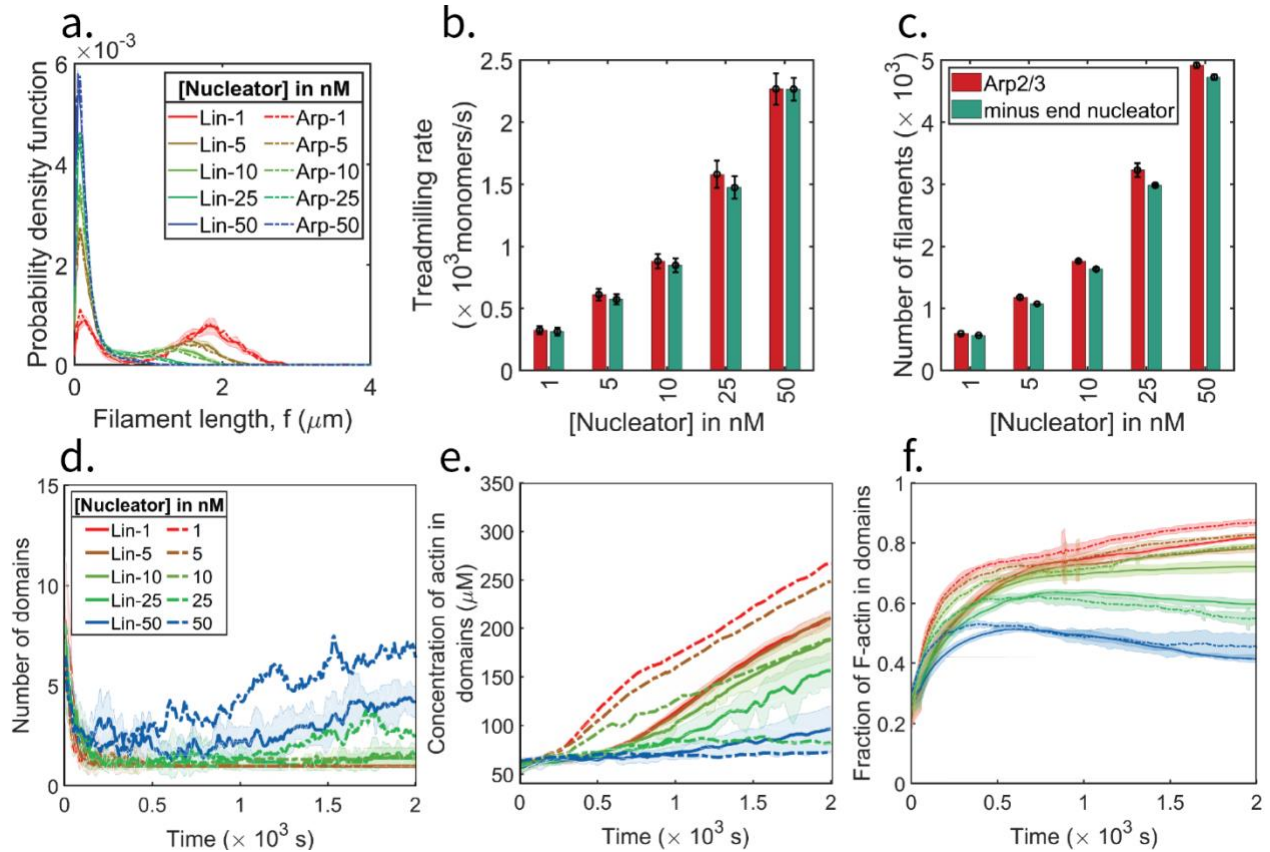 a.
×10⁻³
6
4
2
0
0 2 4
Probability density function
Filament length, f (μm)
[Nucleator] in nM
Lin-1 Arp-1
Lin-5 Arp-5
Lin-10 Arp-10
Lin-25 Arp-25
Lin-50 Arp-50
b.
2.5
2
1.5
1
0.5
0
1 5 10 25 50
Treadmilling rate
(× 10³monomers/s)
[Nucleator] in nM
c.
5
4
3
2
1
0
1 5 10 25 50
Number of filaments (× 10³)
[Nucleator] in nM
Arp2/3
minus end nucleator
d.
15
10
5
0
0 0.5 1 1.5 2
Number of domains
Time (× 10³ s)
[Nucleator] in nM
Lin-1 1
Lin-5 5
Lin-10 10
Lin-25 25
Lin-50 50
e.
350
300
250
200
150
100
50
0 0.5 1 1.5 2
Concentration of actin in
domains (μM)
Time (× 10³ s)
f.
1
0.8
0.6
0.4
0.2
0
0 0.5 1 1.5 2
Fraction of F-actin in domains
Time (× 10³ s)